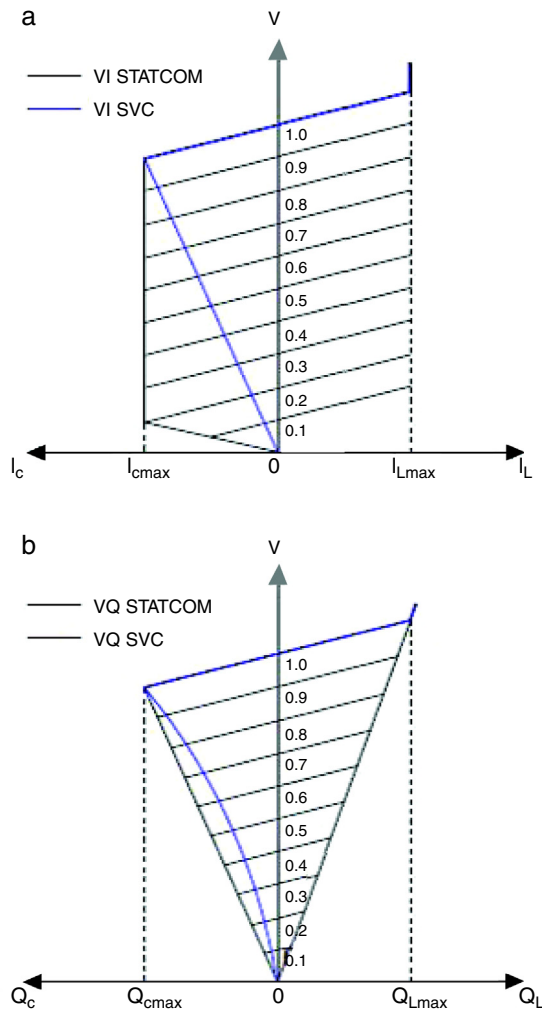 a
V
VI STATCOM
VI SVC
1.0
0.9
0.8
0.7
0.6
0.5
0.4
0.3
0.2
0.1
Ic
Icmax
0
ILmax
IL
b
V
VQ STATCOM
VQ SVC
1.0
0.9
0.8
0.7
0.6
0.5
0.4
0.3
0.2
0.1
Qc
Qcmax
0
QLmax
QL